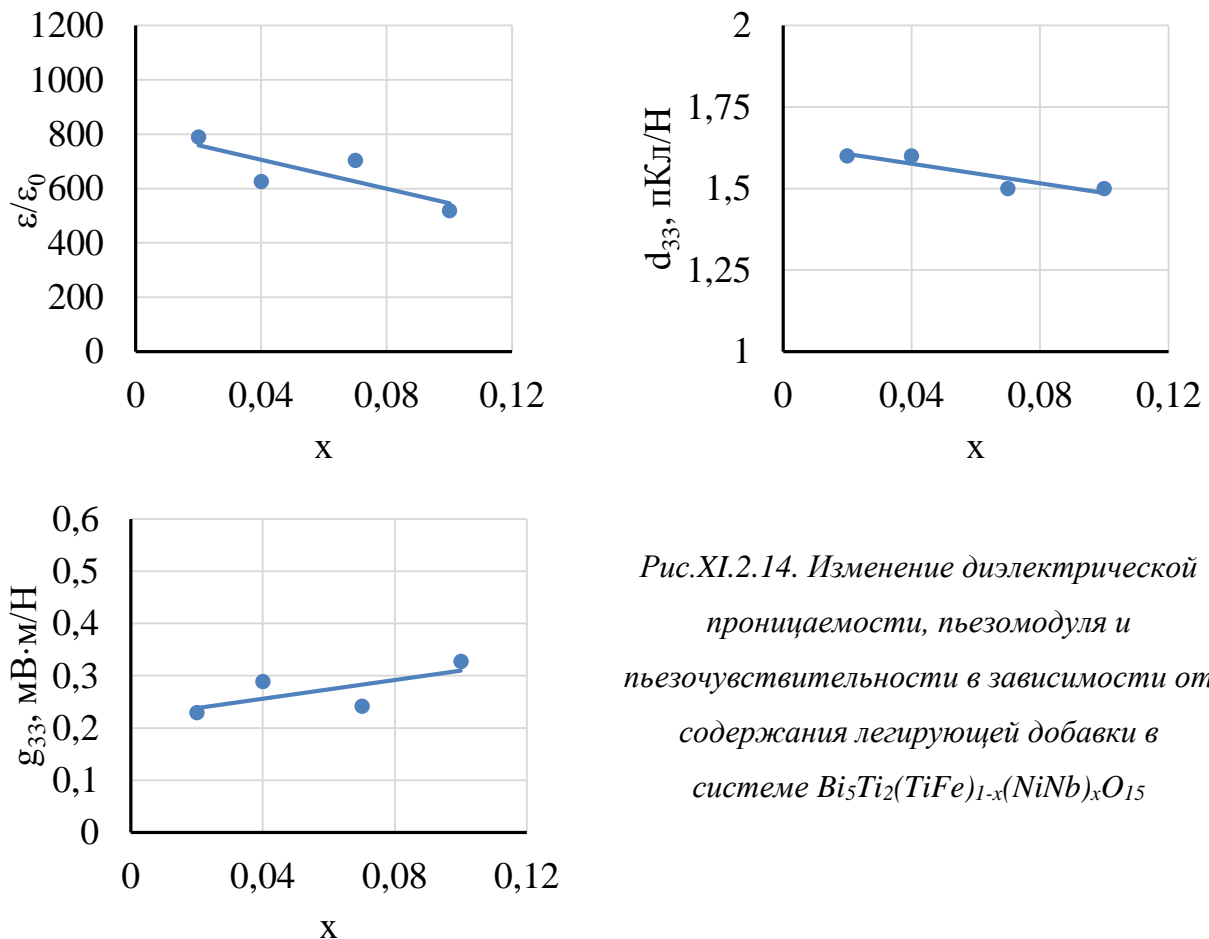 1200
1000
800
600
400
200
0
ε/ε₀
0 0,04 0,08 0,12
x
2
1,75
1,5
1,25
1
d₃₃, пКл/Н
0 0,04 0,08 0,12
x
0,6
0,5
0,4
0,3
0,2
0,1
0
g₃₃, мВ·м/Н
0 0,04 0,08 0,12
x
Рис.XI.2.14. Изменение диэлектрической
проницаемости, пьезомодуля и
пьезочувствительности в зависимости от
содержания легирующей добавки в
системе Bi₅Ti₂(TiFe)₁₋ₓ(NiNb)ₓO₁₅